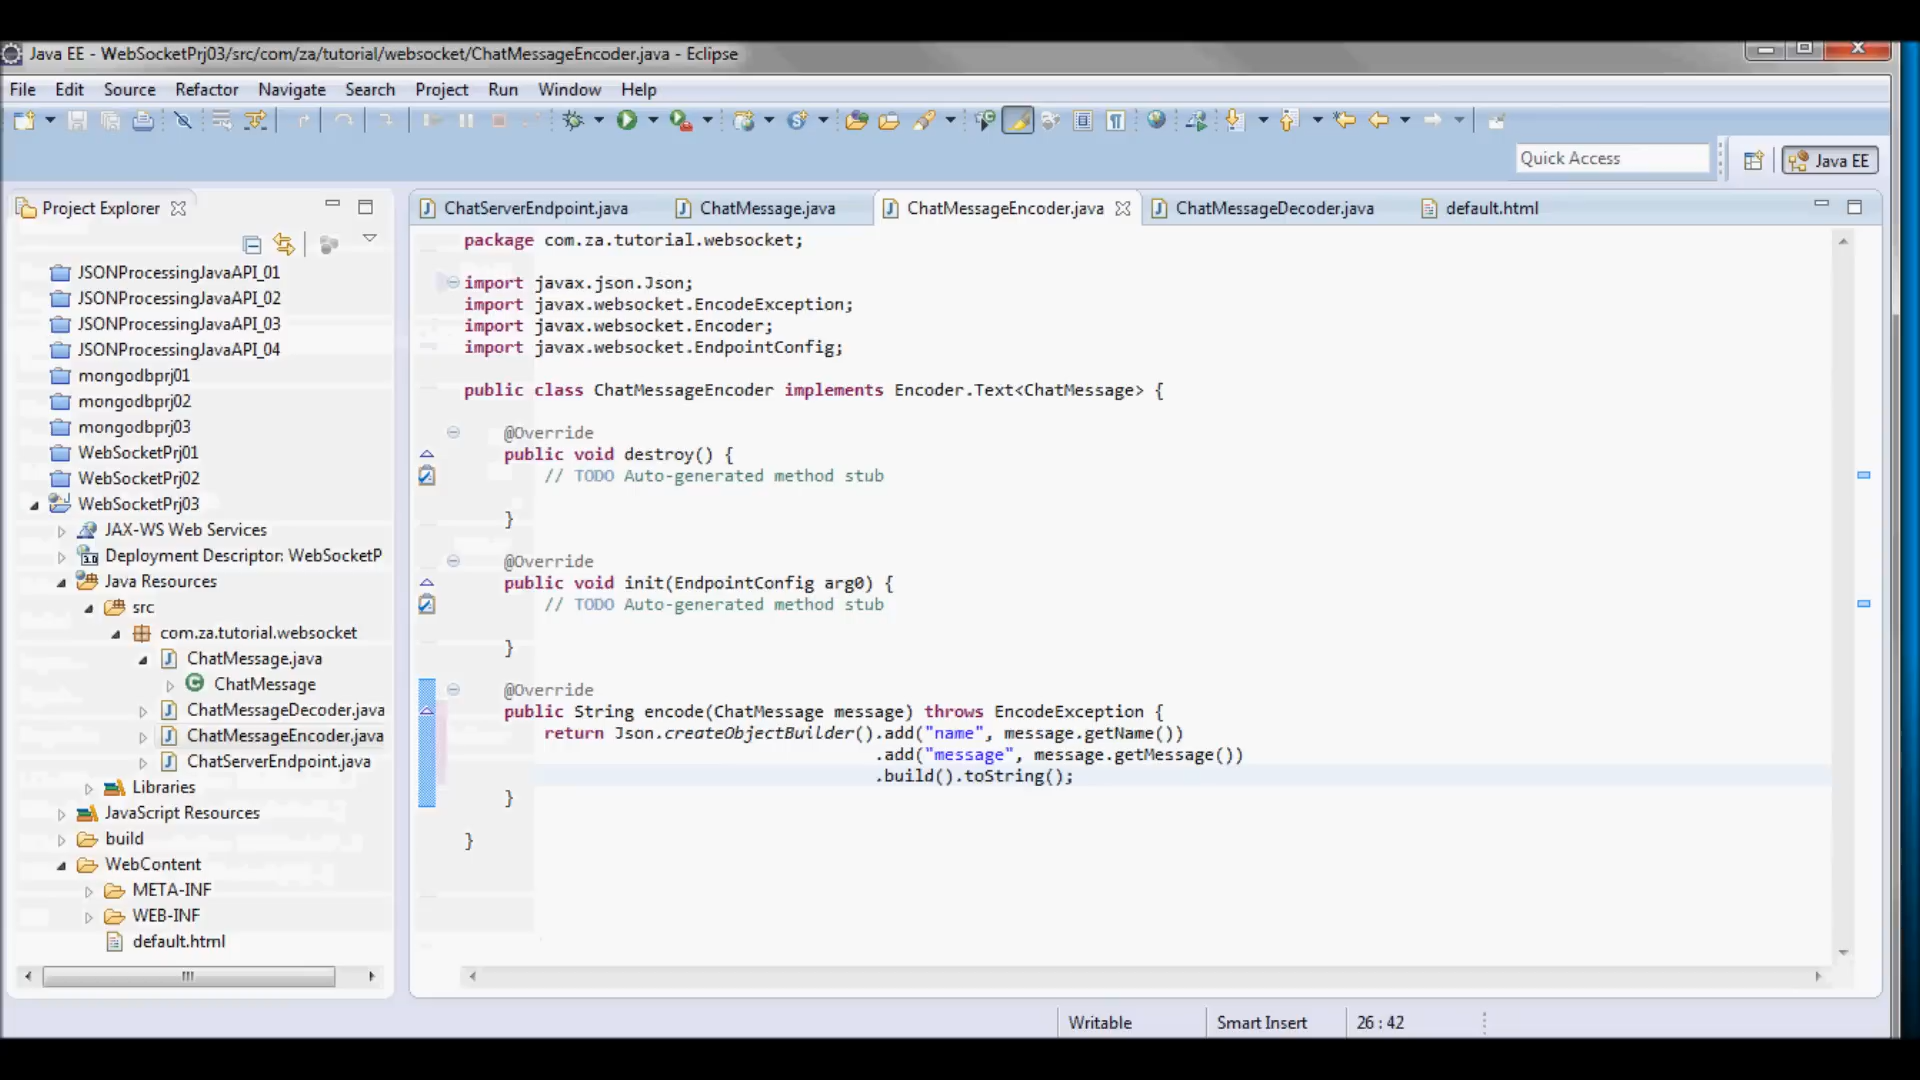 Java EE - WebSocketPrj03/src/com/za/tutorial/websocket/ChatMessageEncoder.java - Eclipse
File Edit Source Refactor Navigate Search Project Run Window Help
Quick Access
Java EE
Project Explorer
ChatServerEndpoint.java
ChatMessage.java
ChatMessageEncoder.java
ChatMessageDecoder.java
default.html
JSONProcessingJavaAPI_01
JSONProcessingJavaAPI_02
JSONProcessingJavaAPI_03
JSONProcessingJavaAPI_04
mongodbprj01
mongodbprj02
mongodbprj03
WebSocketPrj01
WebSocketPrj02
WebSocketPrj03
JAX-WS Web Services
Deployment Descriptor: WebSocketP
Java Resources
src
com.za.tutorial.websocket
ChatMessage.java
ChatMessage
ChatMessageDecoder.java
ChatMessageEncoder.java
ChatServerEndpoint.java
Libraries
JavaScript Resources
build
WebContent
META-INF
WEB-INF
default.html
package com.za.tutorial.websocket;
import javax.json.Json;
import javax.websocket.EncodeException;
import javax.websocket.Encoder;
import javax.websocket.EndpointConfig;
public class ChatMessageEncoder implements Encoder.Text<ChatMessage> {
@Override
public void destroy() {
// TODO Auto-generated method stub
}
@Override
public void init(EndpointConfig arg0) {
// TODO Auto-generated method stub
}
@Override
public String encode(ChatMessage message) throws EncodeException {
return Json.createObjectBuilder().add("name", message.getName())
.add("message", message.getMessage())
.build().toString();
}
}
Writable
Smart Insert
26 : 42